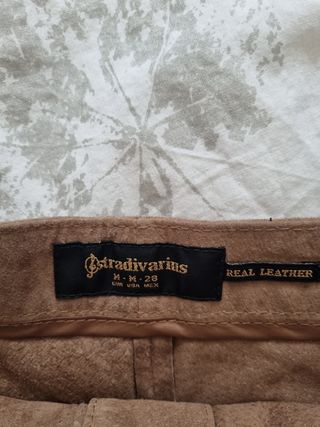 stradivarius
M - M - 28
EUR USA MEX
REAL LEATHER